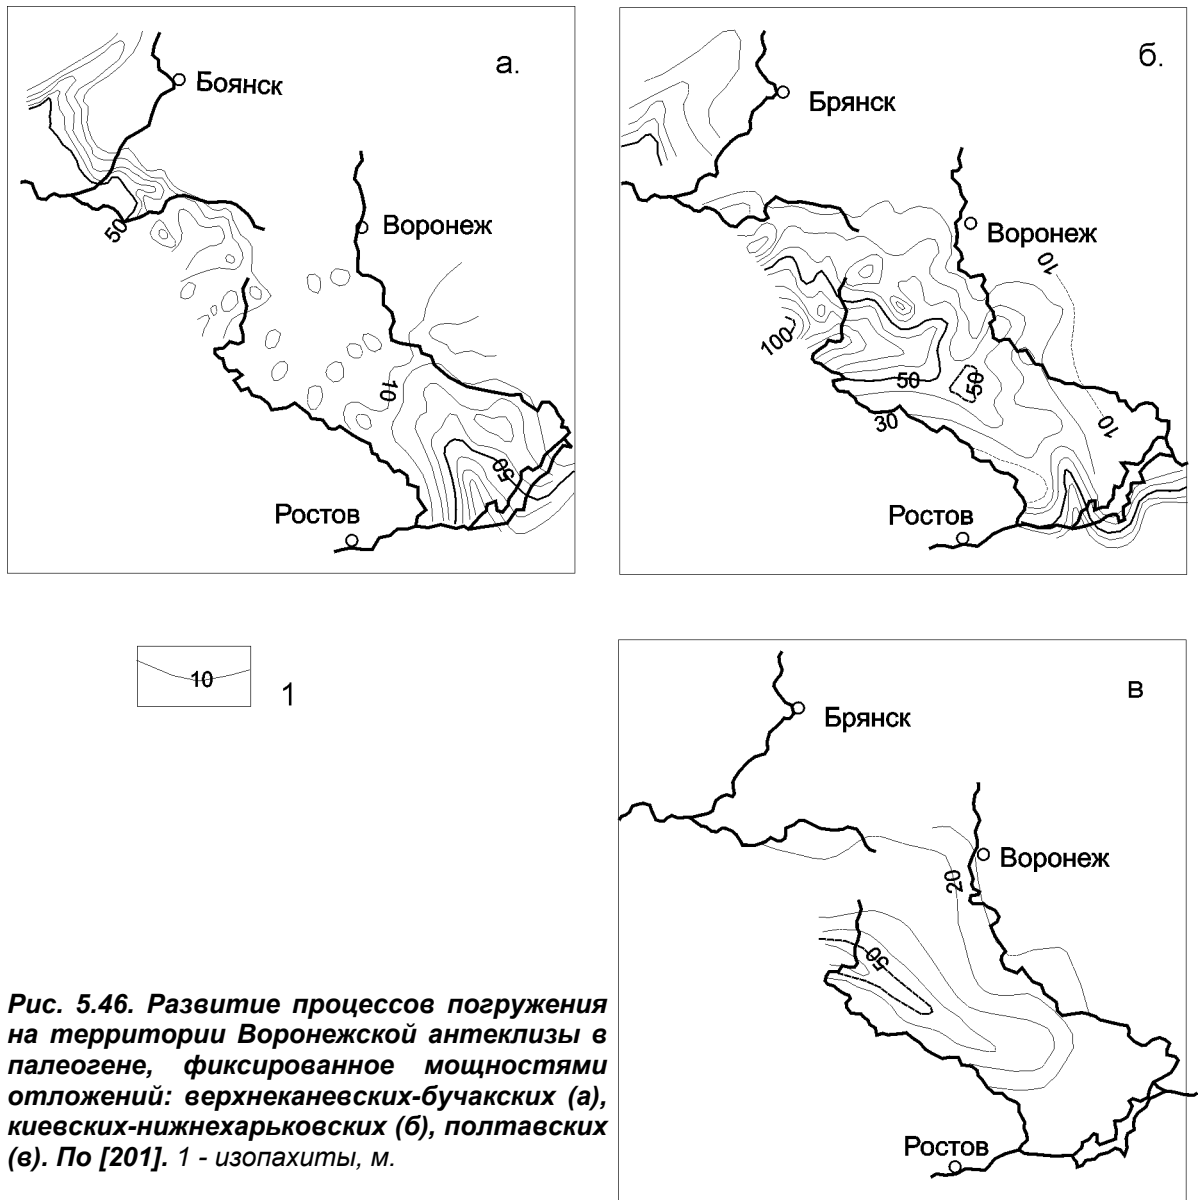 а.
Боянск
Воронеж
50
10
50
Ростов
б.
Брянск
Воронеж
10
100
50
50
30
10
Ростов
10
1
в
Брянск
Воронеж
20
50
Ростов
Рис. 5.46. Развитие процессов погружения
на территории Воронежской антеклизы в
палеогене, фиксированное мощностями
отложений: верхнеканевских-бучакских (а),
киевских-нижнехарьковских (б), полтавских
(в). По [201]. 1 - изопахиты, м.